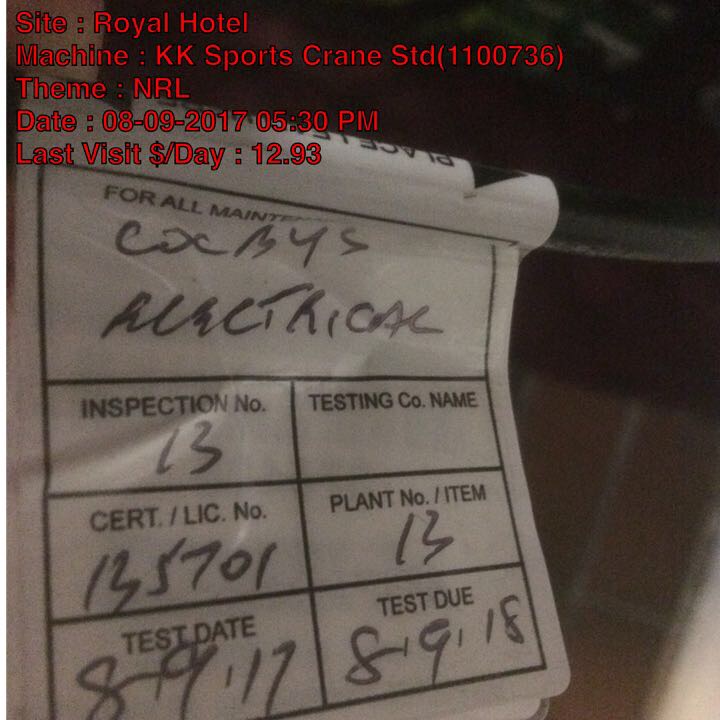 Site : Royal Hotel
Machine : KK Sports Crane Std(1100736)
Theme : NRL
Date : 08-09-2017 05:30 PM
Last Visit $/Day : 12.93
PLACE
FOR ALL
COXBYS
ELECTRICAL
INSPECTION No.
13
TESTING Co. NAME
CERT. / LIC. No.
135701
PLANT No. / ITEM
13
TEST DATE
8-9-17
TEST DUE
8-9-18